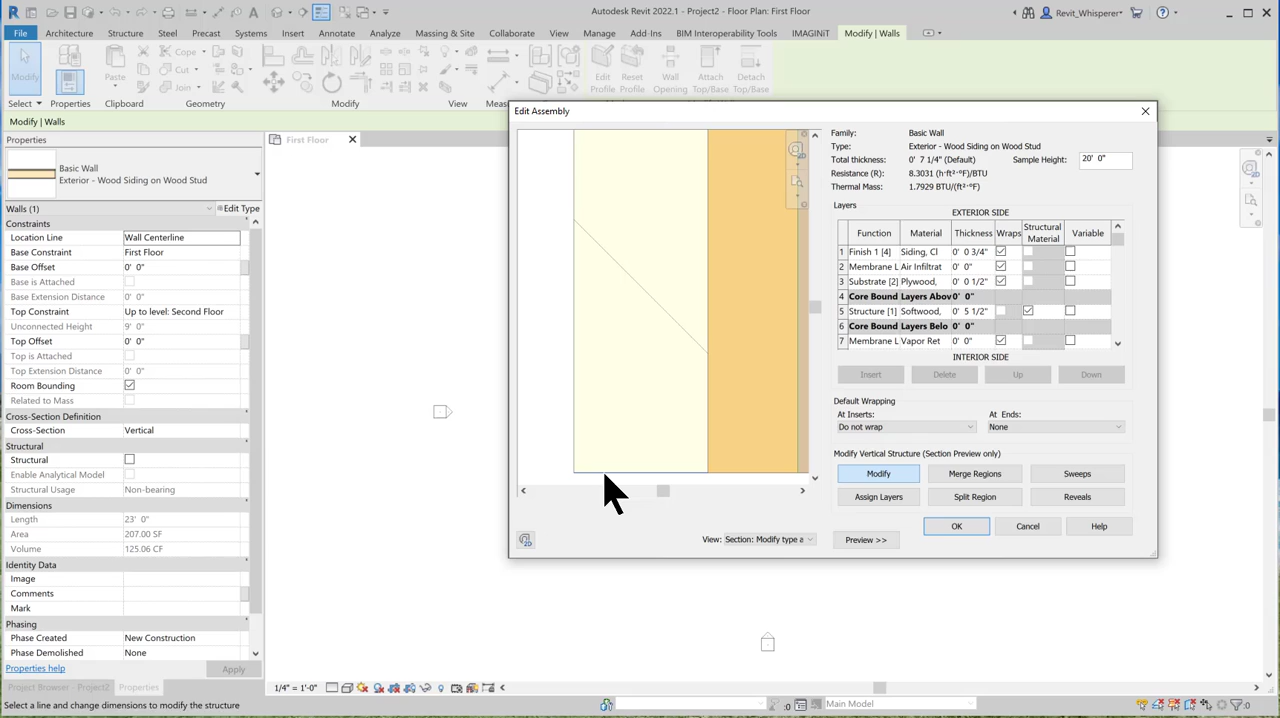 Autodesk Revit 2022.1 - Project2 - Floor Plan: First Floor
Revit_Whisperer
File Architecture Structure Steel Precast Systems Insert Annotate Analyze Massing & Site Collaborate View Manage Add-Ins BIM Interoperability Tools IMAGINiT Modify | Walls
Modify Properties Paste Cope Cut Join Edit Profile Reset Profile Wall Opening Attach Top/Base Detach Top/Base
Select Properties Clipboard Geometry Modify View
Modify | Walls
Properties
First Floor
Basic Wall
Exterior - Wood Siding on Wood Stud
Walls (1) Edit Type
Constraints
Location Line Wall Centerline
Base Constraint First Floor
Base Offset 0' 0"
Base is Attached
Base Extension Distance 0' 0"
Top Constraint Up to level: Second Floor
Unconnected Height 9' 0"
Top Offset 0' 0"
Top is Attached
Top Extension Distance 0' 0"
Room Bounding
Related to Mass
Cross-Section Definition
Cross-Section Vertical
Structural
Structural
Enable Analytical Model
Structural Usage Non-bearing
Dimensions
Length 23' 0"
Area 207.00 SF
Volume 125.06 CF
Identity Data
Image
Comments
Mark
Phasing
Phase Created New Construction
Phase Demolished None
Properties help Apply
Project Browser - Project2 Properties
Edit Assembly
Family: Basic Wall
Type: Exterior - Wood Siding on Wood Stud
Total thickness: 0' 7 1/4" (Default) Sample Height: 20' 0"
Resistance (R): 8.3031 (h·ft²·°F)/BTU
Thermal Mass: 1.7929 BTU/(ft²·°F)
Layers
EXTERIOR SIDE
Function Material Thickness Wraps Structural Material Variable
1 Finish 1 [4] Siding, Cl 0' 0 3/4"
2 Membrane L Air Infiltrat 0' 0"
3 Substrate [2] Plywood, 0' 0 1/2"
4 Core Bound Layers Abov 0' 0"
5 Structure [1] Softwood, 0' 5 1/2"
6 Core Bound Layers Belo 0' 0"
7 Membrane L Vapor Ret 0' 0"
INTERIOR SIDE
Insert Delete Up Down
Default Wrapping
At Inserts: At Ends:
Do not wrap None
Modify Vertical Structure (Section Preview only)
Modify Merge Regions Sweeps
Assign Layers Split Region Reveals
OK Cancel Help
View: Section: Modify type a Preview >>
1/4" = 1'-0"
Select a line and change dimensions to modify the structure
:0 Main Model :0